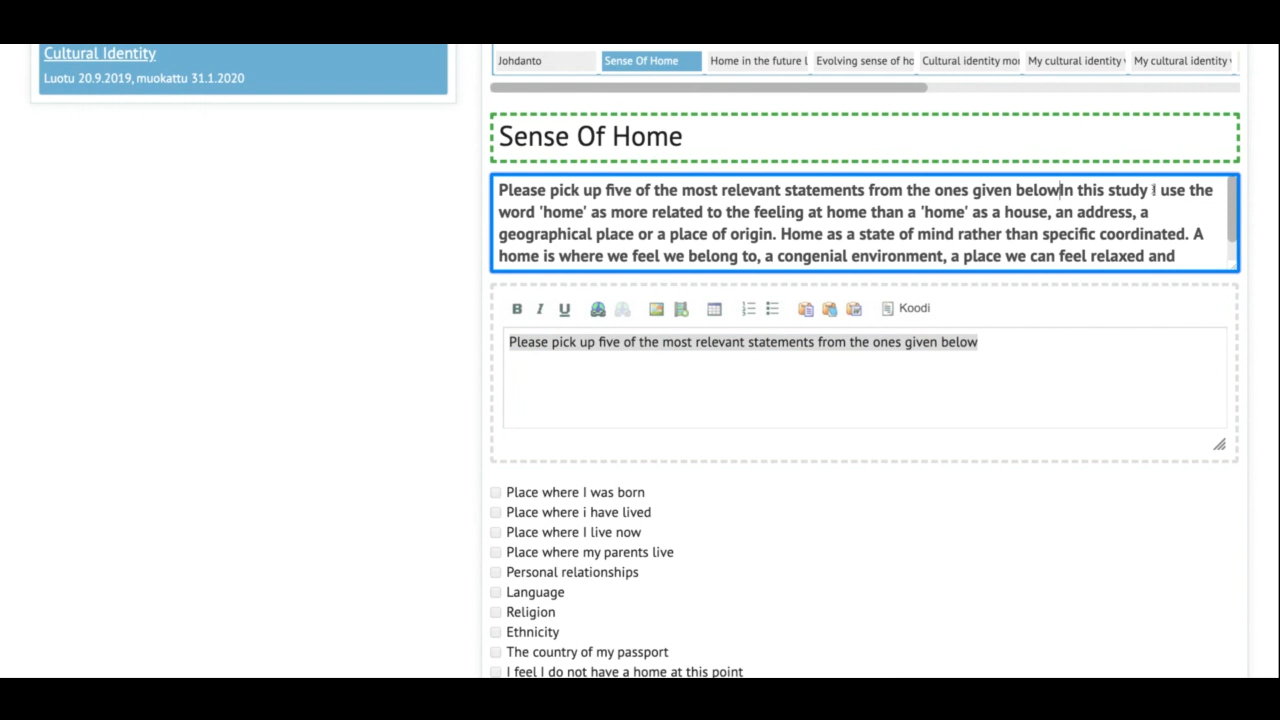 Cultural Identity
Luotu 20.9.2019, muokattu 31.1.2020
Johdanto
Sense Of Home
Home in the future l
Evolving sense of ho
Cultural identity mor
My cultural identity
My cultural identity
Sense Of Home
Please pick up five of the most relevant statements from the ones given belowIn this study I use the
word 'home' as more related to the feeling at home than a 'home' as a house, an address, a
geographical place or a place of origin. Home as a state of mind rather than specific coordinated. A
home is where we feel we belong to, a congenial environment, a place we can feel relaxed and
B I U Koodi
Please pick up five of the most relevant statements from the ones given below
Place where I was born
Place where i have lived
Place where I live now
Place where my parents live
Personal relationships
Language
Religion
Ethnicity
The country of my passport
I feel I do not have a home at this point